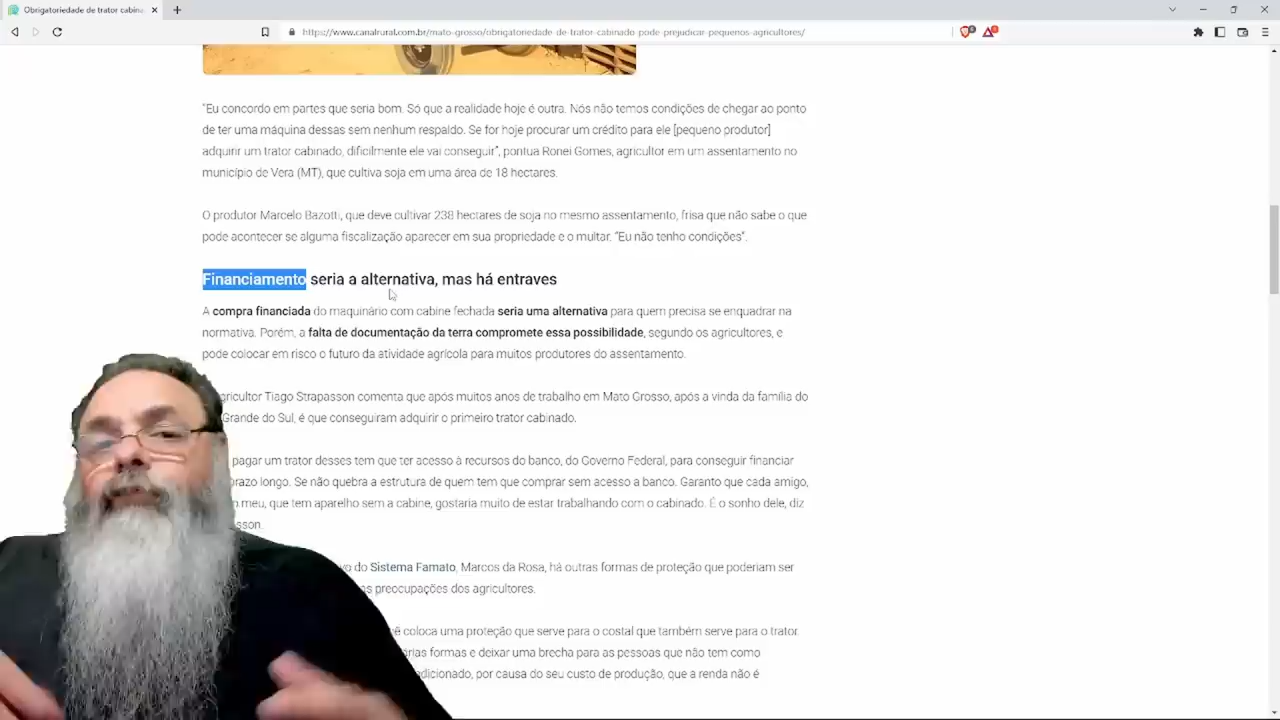 Obrigatoriedade de trator cabina
https://www.canalrural.com.br/mato-grosso/obrigatoriedade-de-trator-cabinado-pode-prejudicar-pequenos-agricultores/
"Eu concordo em partes que seria bom. Só que a realidade hoje é outra. Nós não temos condições de chegar ao ponto
de ter uma máquina dessas sem nenhum respaldo. Se for hoje procurar um crédito para ele [pequeno produtor]
adquirir um trator cabinado, dificilmente ele vai conseguir", pontua Ronei Gomes, agricultor em um assentamento no
município de Vera (MT), que cultiva soja em uma área de 18 hectares.
O produtor Marcelo Bazotti, que deve cultivar 238 hectares de soja no mesmo assentamento, frisa que não sabe o que
pode acontecer se alguma fiscalização aparecer em sua propriedade e o multar. "Eu não tenho condições".
Financiamento seria a alternativa, mas há entraves
A compra financiada do maquinário com cabine fechada seria uma alternativa para quem precisa se enquadrar na
normativa. Porém, a falta de documentação da terra compromete essa possibilidade, segundo os agricultores, e
pode colocar em risco o futuro da atividade agrícola para muitos produtores do assentamento.
gricultor Tiago Strapasson comenta que após muitos anos de trabalho em Mato Grosso, após a vinda da família do
Grande do Sul, é que conseguiram adquirir o primeiro trator cabinado.
pagar um trator desses tem que ter acesso à recursos do banco, do Governo Federal, para conseguir financiar
prazo longo. Se não quebra a estrutura de quem tem que comprar sem acesso a banco. Garanto que cada amigo,
meu, que tem aparelho sem a cabine, gostaria muito de estar trabalhando com o cabinado. É o sonho dele, diz
sson.
vo do Sistema Famato, Marcos da Rosa, há outras formas de proteção que poderiam ser
as preocupações dos agricultores.
cê coloca uma proteção que serve para o costal que também serve para o trator.
árias formas e deixar uma brecha para as pessoas que não tem como
dicionado, por causa do seu custo de produção, que a renda não é